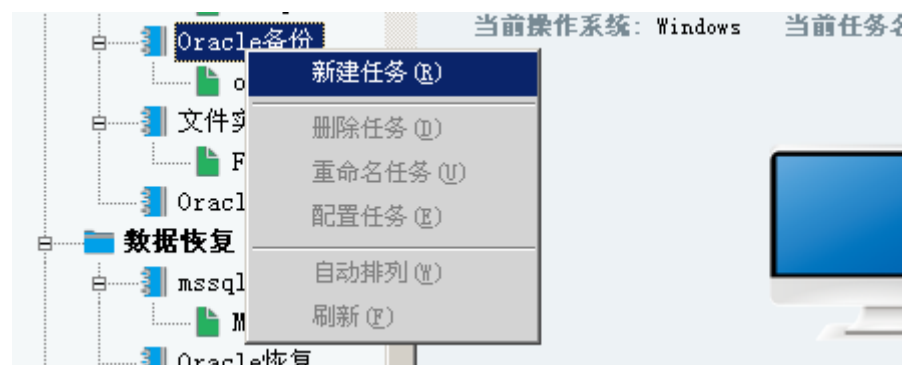 Oracle备份
当前操作系统: Windows
当前任务名
新建任务(R)
o
文件实
删除任务(D)
F
重命名任务(U)
Oracl
配置任务(E)
数据恢复
mssql
自动排列(W)
M
刷新(F)
Oracle恢复